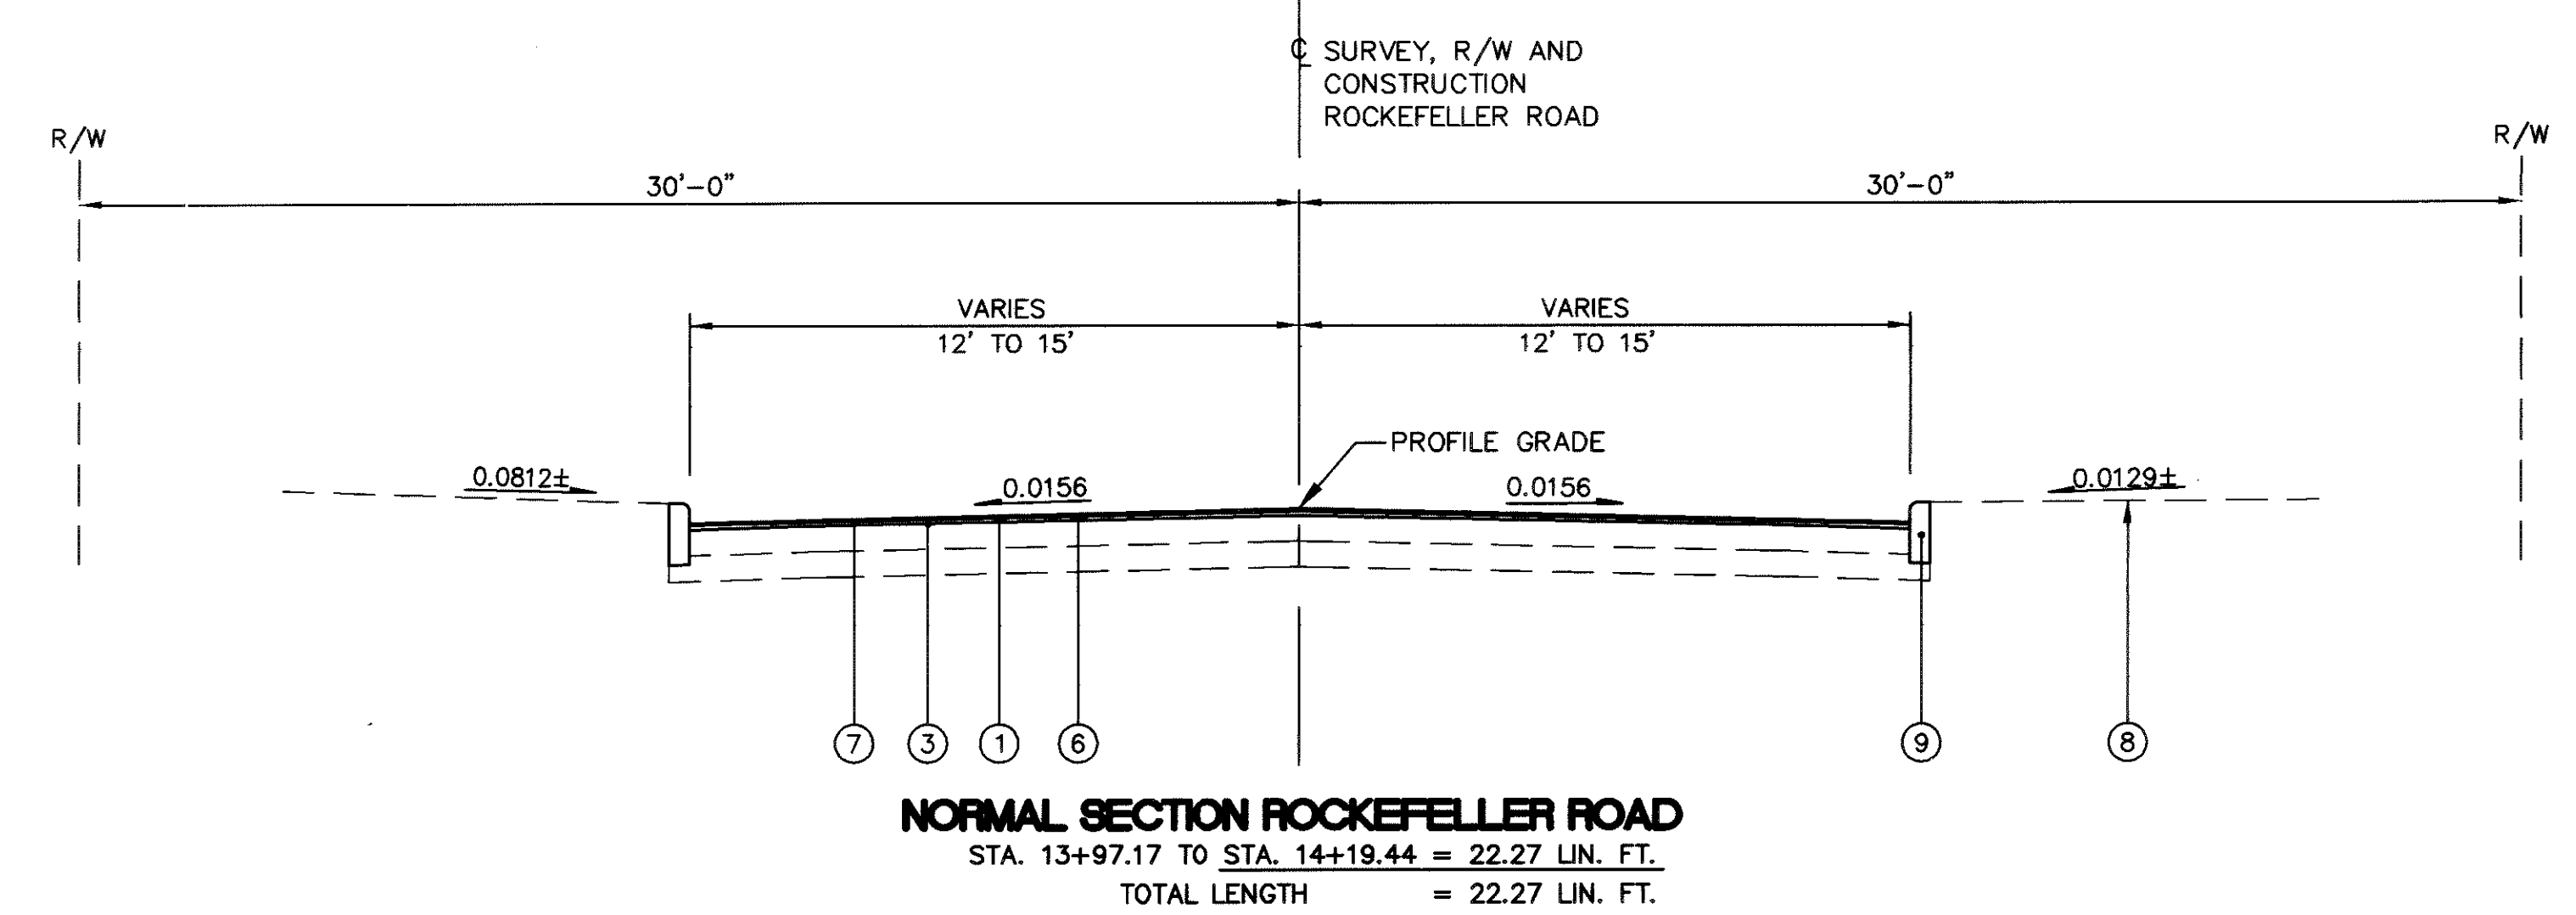 ℄ SURVEY, R/W AND
CONSTRUCTION
ROCKEFELLER ROAD
R/W
R/W
30'-0"
30'-0"
VARIES
12' TO 15'
VARIES
12' TO 15'
PROFILE GRADE
0.0812±
0.0156
0.0156
0.0129±
7
3
1
6
9
8
NORMAL SECTION ROCKEFELLER ROAD
STA. 13+97.17 TO STA. 14+19.44 = 22.27 LIN. FT.
TOTAL LENGTH = 22.27 LIN. FT.